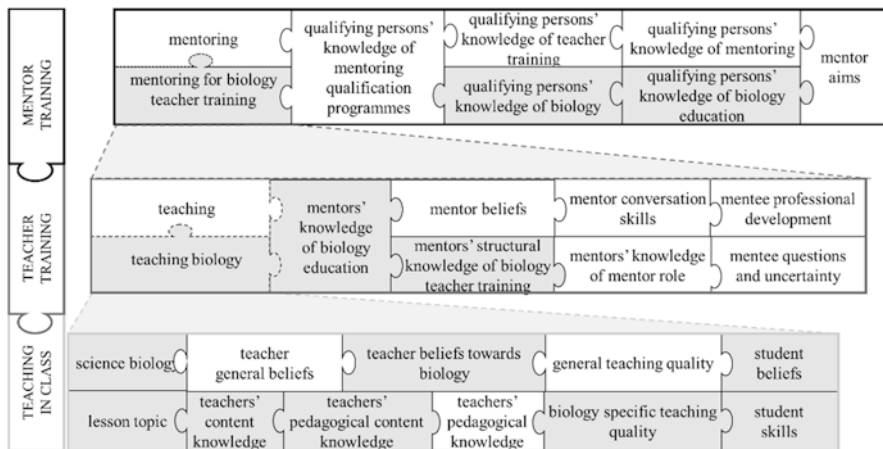 MENTOR
TRAINING
mentoring
mentoring for biology
teacher training
qualifying persons'
knowledge of
mentoring
qualification
programmes
qualifying persons'
knowledge of teacher
training
qualifying persons'
knowledge of biology
qualifying persons'
knowledge of mentoring
qualifying persons'
knowledge of biology
education
mentor
aims
TEACHER
TRAINING
teaching
teaching biology
mentors'
knowledge
of biology
education
mentor beliefs
mentors' structural
knowledge of biology
teacher training
mentor conversation
skills
mentors' knowledge
of mentor role
mentee professional
development
mentee questions
and uncertainty
TEACHING
IN CLASS
science biology
teacher
general beliefs
teacher beliefs towards
biology
general teaching quality
student
beliefs
lesson topic
teachers'
content
knowledge
teachers'
pedagogical content
knowledge
teachers'
pedagogical
knowledge
biology specific teaching
quality
student
skills